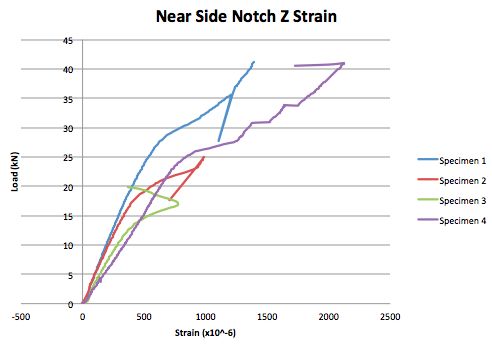 Near Side Notch Z Strain
45
40
35
30
25
20
15
10
5
0
-500 0 500 1000 1500 2000 2500
Load (kN)
Strain (x10^-6)
Specimen 1
Specimen 2
Specimen 3
Specimen 4